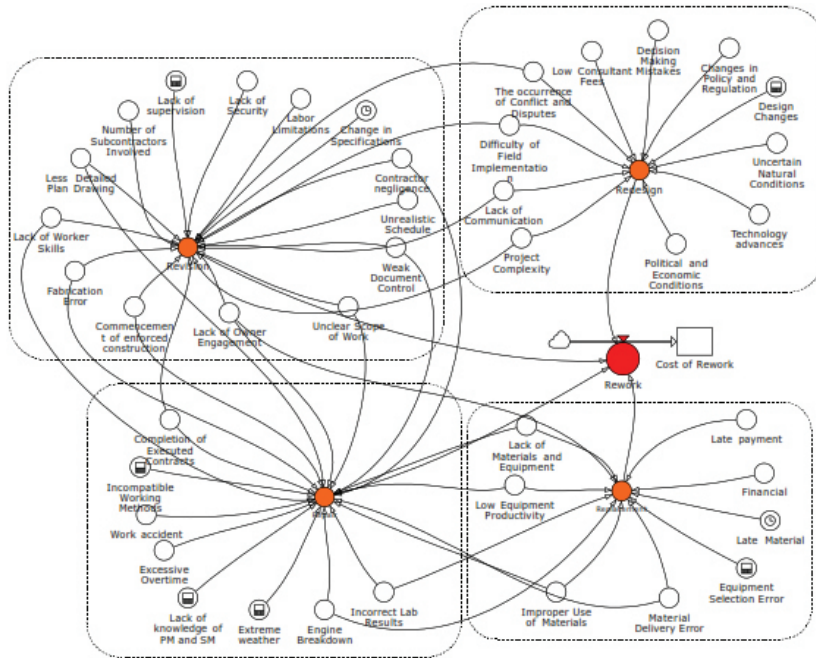 Lack of
supervision
Lack of
Security
Labor
Limitations
Change in
Specifications
Number of
Subcontractors
Involved
Less Detailed
Plan Drawing
Contractor
negligence
Unrealistic
Schedule
Lack of Worker
Skills
Revision
Weak
Document
Control
Fabrication
Error
Commencemen
t of enforced
construction
Lack of Owner
Engagement
Unclear Scope
of Work
Low Consultant
Fees
Decision
Making
Mistakes
Changes in
Policy and
Regulation
The occurrence
of Conflict and
Disputes
Design
Changes
Difficulty of
Field
Implementatio
n
Redesign
Uncertain
Natural
Conditions
Lack of
Communication
Technology
advances
Project
Complexity
Political and
Economic
Conditions
Rework
Cost of Rework
Completion of
Executed
Contracts
Incompatible
Working
Methods
Repair
Work accident
Excessive
Overtime
Lack of
knowledge of
PM and SM
Extreme
weather
Engine
Breakdown
Incorrect Lab
Results
Lack of
Materials and
Equipment
Late payment
Low Equipment
Productivity
Financial
Late Material
Equipment
Selection Error
Improper Use
of Materials
Material
Delivery Error